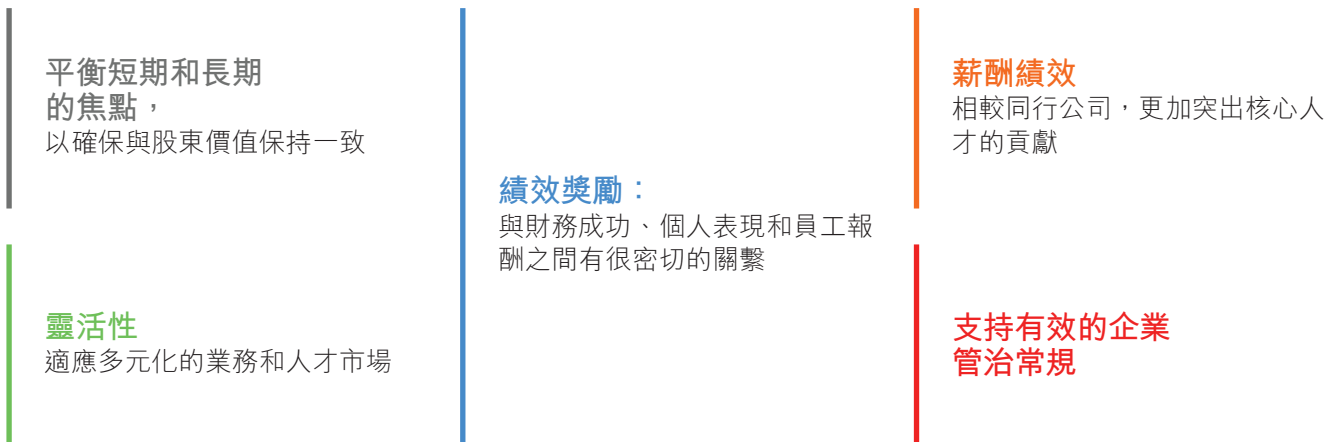 平衡短期和長期
的焦點，
以確保與股東價值保持一致
靈活性
適應多元化的業務和人才市場
績效獎勵：
與財務成功、個人表現和員工報
酬之間有很密切的關繫
薪酬績效
相較同行公司，更加突出核心人
才的貢獻
支持有效的企業
管治常規